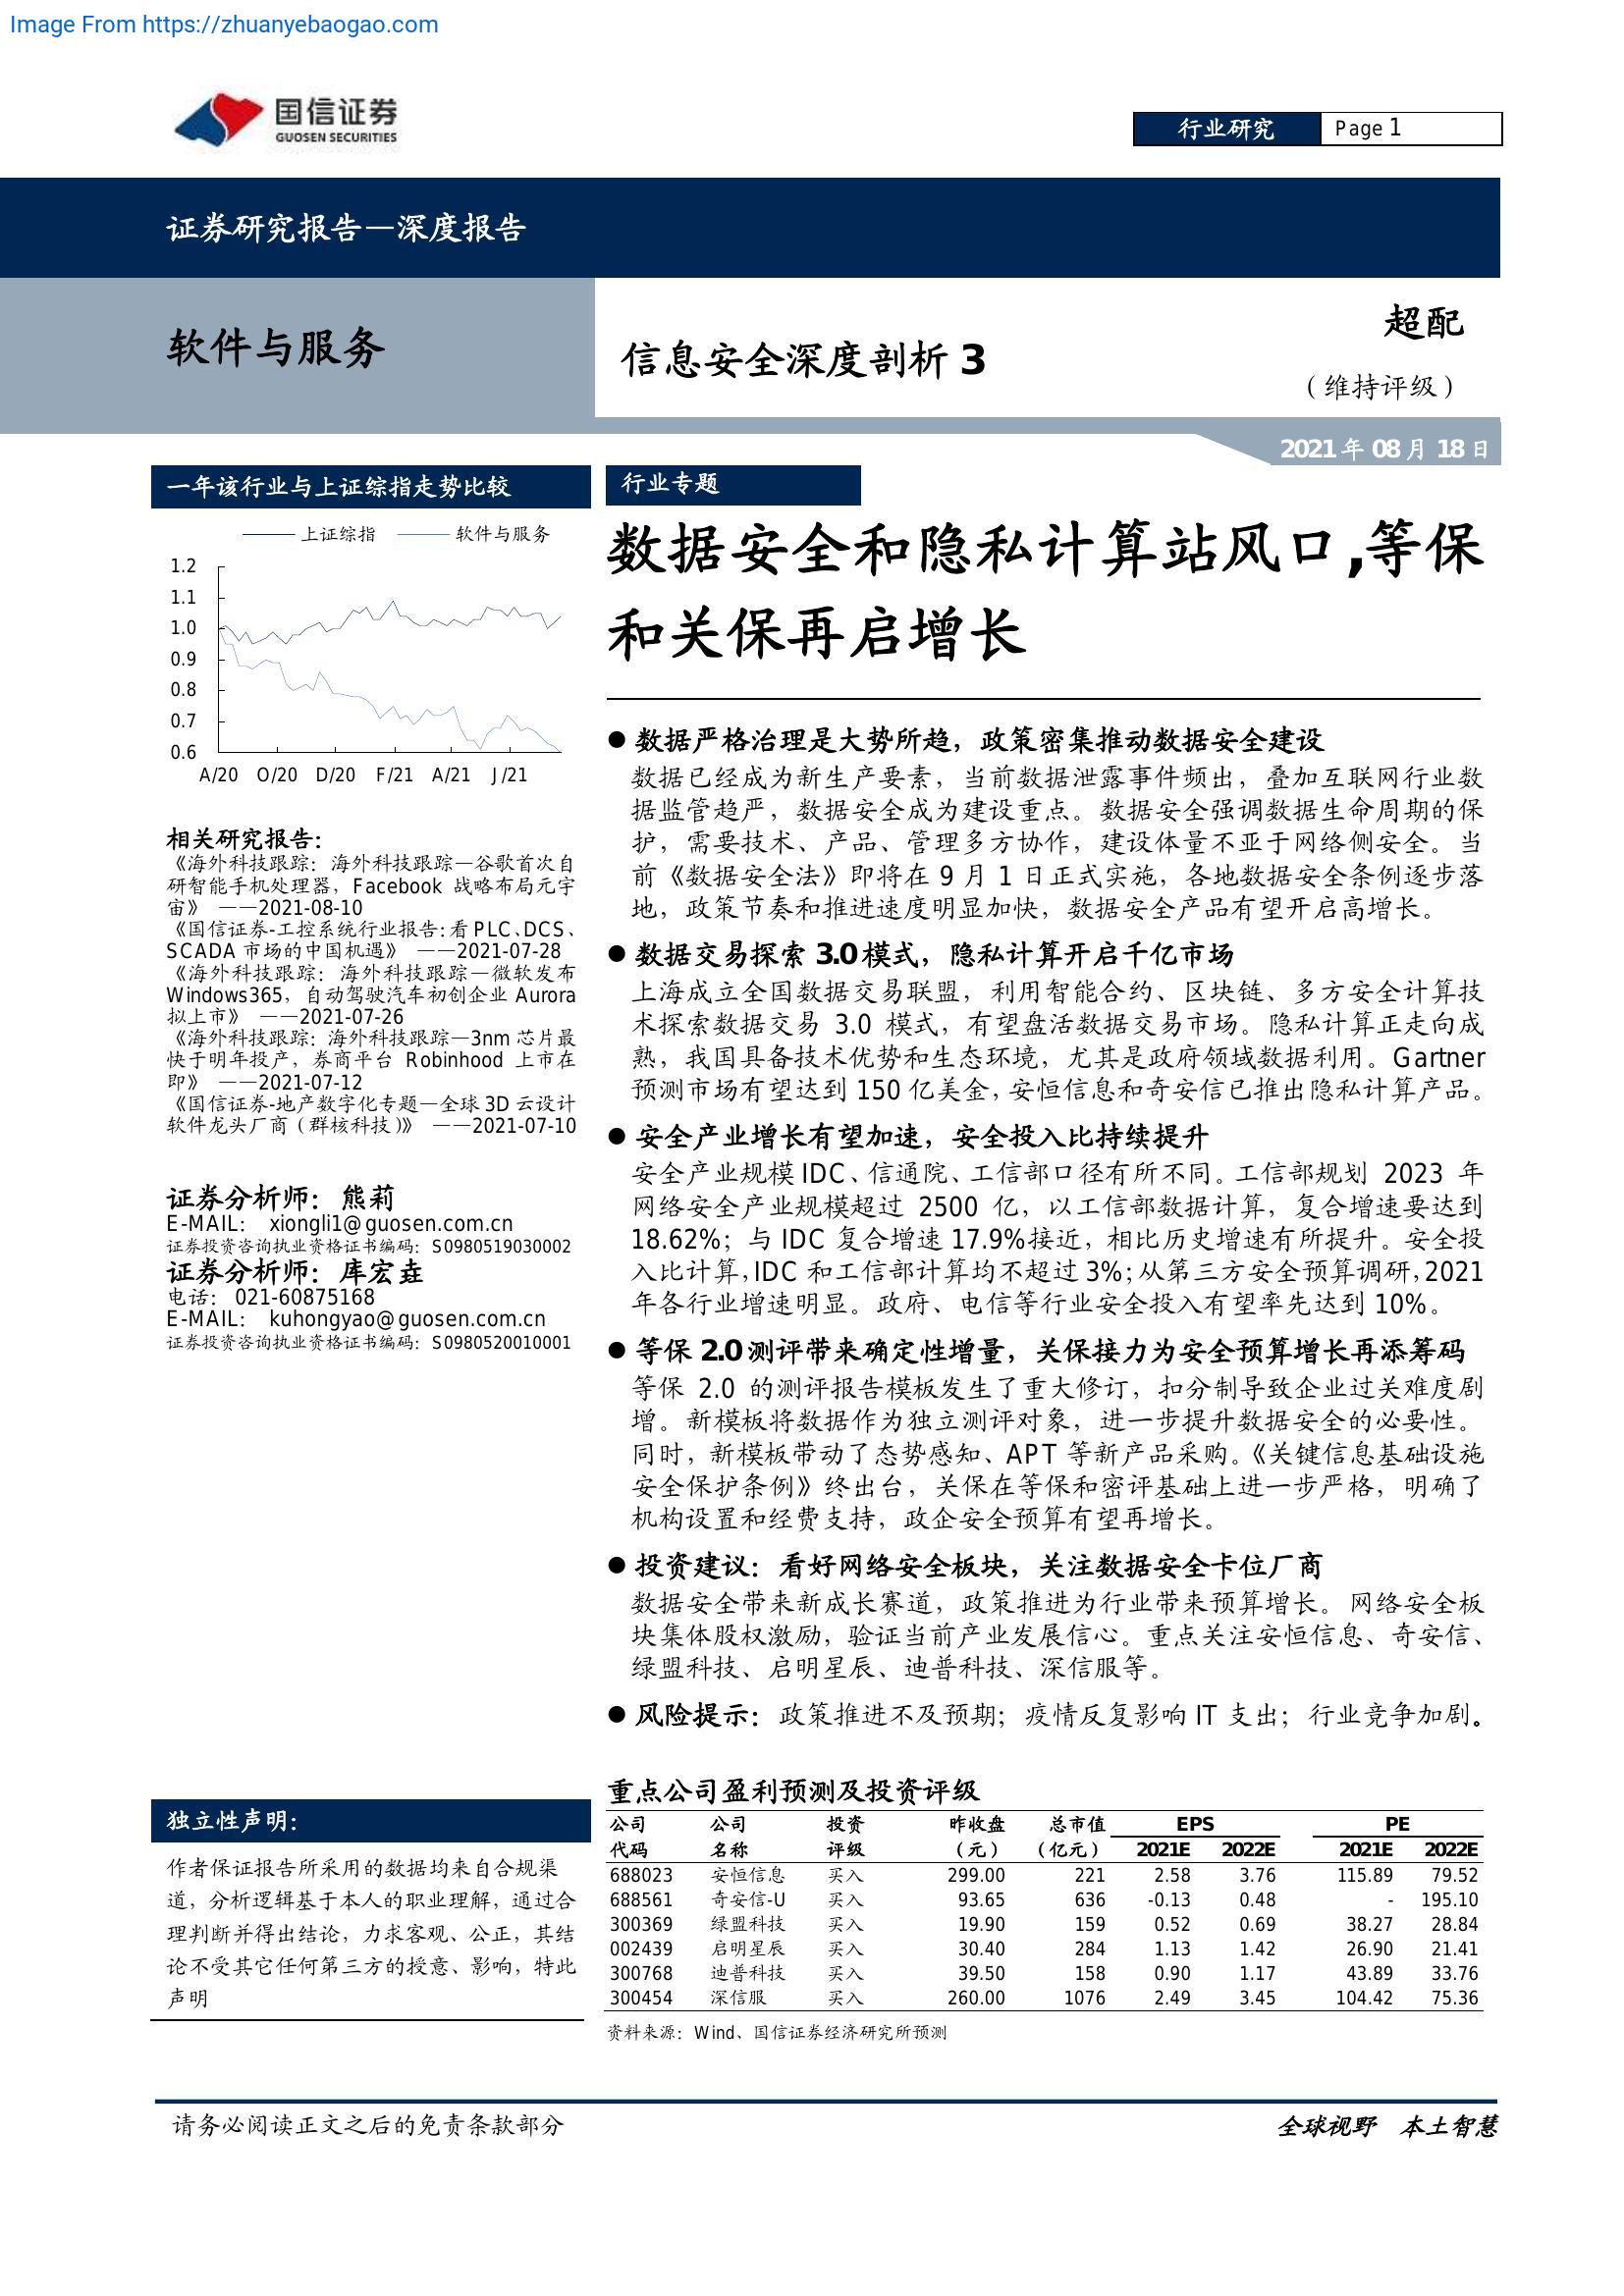 Image From https://zhuanyebaogao.com
国信证券
GUOSEN SECURITIES
行业研究 Page 1
证券研究报告—深度报告
软件与服务
信息安全深度剖析 3
超配
（维持评级）
2021 年 08 月 18 日
一年该行业与上证综指走势比较
上证综指 软件与服务
1.2
1.1
1.0
0.9
0.8
0.7
0.6
A/20 O/20 D/20 F/21 A/21 J/21
相关研究报告：
《海外科技跟踪：海外科技跟踪—谷歌首次自
研智能手机处理器，Facebook 战略布局元宇
宙》 ——2021-08-10
《国信证券-工控系统行业报告:看 PLC、DCS、
SCADA 市场的中国机遇》 ——2021-07-28
《海外科技跟踪：海外科技跟踪—微软发布
Windows365，自动驾驶汽车初创企业 Aurora
拟上市》 ——2021-07-26
《海外科技跟踪：海外科技跟踪—3nm 芯片最
快于明年投产，券商平台 Robinhood 上市在
即》 ——2021-07-12
《国信证券-地产数字化专题—全球 3D 云设计
软件龙头厂商（群核科技）》 ——2021-07-10
证券分析师：熊莉
E-MAIL： xiongli1@guosen.com.cn
证券投资咨询执业资格证书编码：S0980519030002
证券分析师：库宏垚
电话： 021-60875168
E-MAIL： kuhongyao@guosen.com.cn
证券投资咨询执业资格证书编码：S0980520010001
独立性声明：
作者保证报告所采用的数据均来自合规渠
道，分析逻辑基于本人的职业理解，通过合
理判断并得出结论，力求客观、公正，其结
论不受其它任何第三方的授意、影响，特此
声明
行业专题
数据安全和隐私计算站风口,等保
和关保再启增长
● 数据严格治理是大势所趋，政策密集推动数据安全建设
数据已经成为新生产要素，当前数据泄露事件频出，叠加互联网行业数
据监管趋严，数据安全成为建设重点。数据安全强调数据生命周期的保
护，需要技术、产品、管理多方协作，建设体量不亚于网络侧安全。当
前《数据安全法》即将在 9 月 1 日正式实施，各地数据安全条例逐步落
地，政策节奏和推进速度明显加快，数据安全产品有望开启高增长。
● 数据交易探索 3.0 模式，隐私计算开启千亿市场
上海成立全国数据交易联盟，利用智能合约、区块链、多方安全计算技
术探索数据交易 3.0 模式，有望盘活数据交易市场。隐私计算正走向成
熟，我国具备技术优势和生态环境，尤其是政府领域数据利用。Gartner
预测市场有望达到 150 亿美金，安恒信息和奇安信已推出隐私计算产品。
● 安全产业增长有望加速，安全投入比持续提升
安全产业规模 IDC、信通院、工信部口径有所不同。工信部规划 2023 年
网络安全产业规模超过 2500 亿，以工信部数据计算，复合增速要达到
18.62%；与 IDC 复合增速 17.9%接近，相比历史增速有所提升。安全投
入比计算，IDC 和工信部计算均不超过 3%；从第三方安全预算调研，2021
年各行业增速明显。政府、电信等行业安全投入有望率先达到 10%。
● 等保 2.0 测评带来确定性增量，关保接力为安全预算增长再添筹码
等保 2.0 的测评报告模板发生了重大修订，扣分制导致企业过关难度剧
增。新模板将数据作为独立测评对象，进一步提升数据安全的必要性。
同时，新模板带动了态势感知、APT 等新产品采购。《关键信息基础设施
安全保护条例》终出台，关保在等保和密评基础上进一步严格，明确了
机构设置和经费支持，政企安全预算有望再增长。
● 投资建议：看好网络安全板块，关注数据安全卡位厂商
数据安全带来新成长赛道，政策推进为行业带来预算增长。网络安全板
块集体股权激励，验证当前产业发展信心。重点关注安恒信息、奇安信、
绿盟科技、启明星辰、迪普科技、深信服等。
● 风险提示：政策推进不及预期；疫情反复影响 IT 支出；行业竞争加剧。
重点公司盈利预测及投资评级
公司 公司 投资 昨收盘 总市值 EPS PE
代码 名称 评级 （元） （亿元） 2021E 2022E 2021E 2022E
688023 安恒信息 买入 299.00 221 2.58 3.76 115.89 79.52
688561 奇安信-U 买入 93.65 636 -0.13 0.48 - 195.10
300369 绿盟科技 买入 19.90 159 0.52 0.69 38.27 28.84
002439 启明星辰 买入 30.40 284 1.13 1.42 26.90 21.41
300768 迪普科技 买入 39.50 158 0.90 1.17 43.89 33.76
300454 深信服 买入 260.00 1076 2.49 3.45 104.42 75.36
资料来源：Wind、国信证券经济研究所预测
请务必阅读正文之后的免责条款部分
全球视野 本土智慧